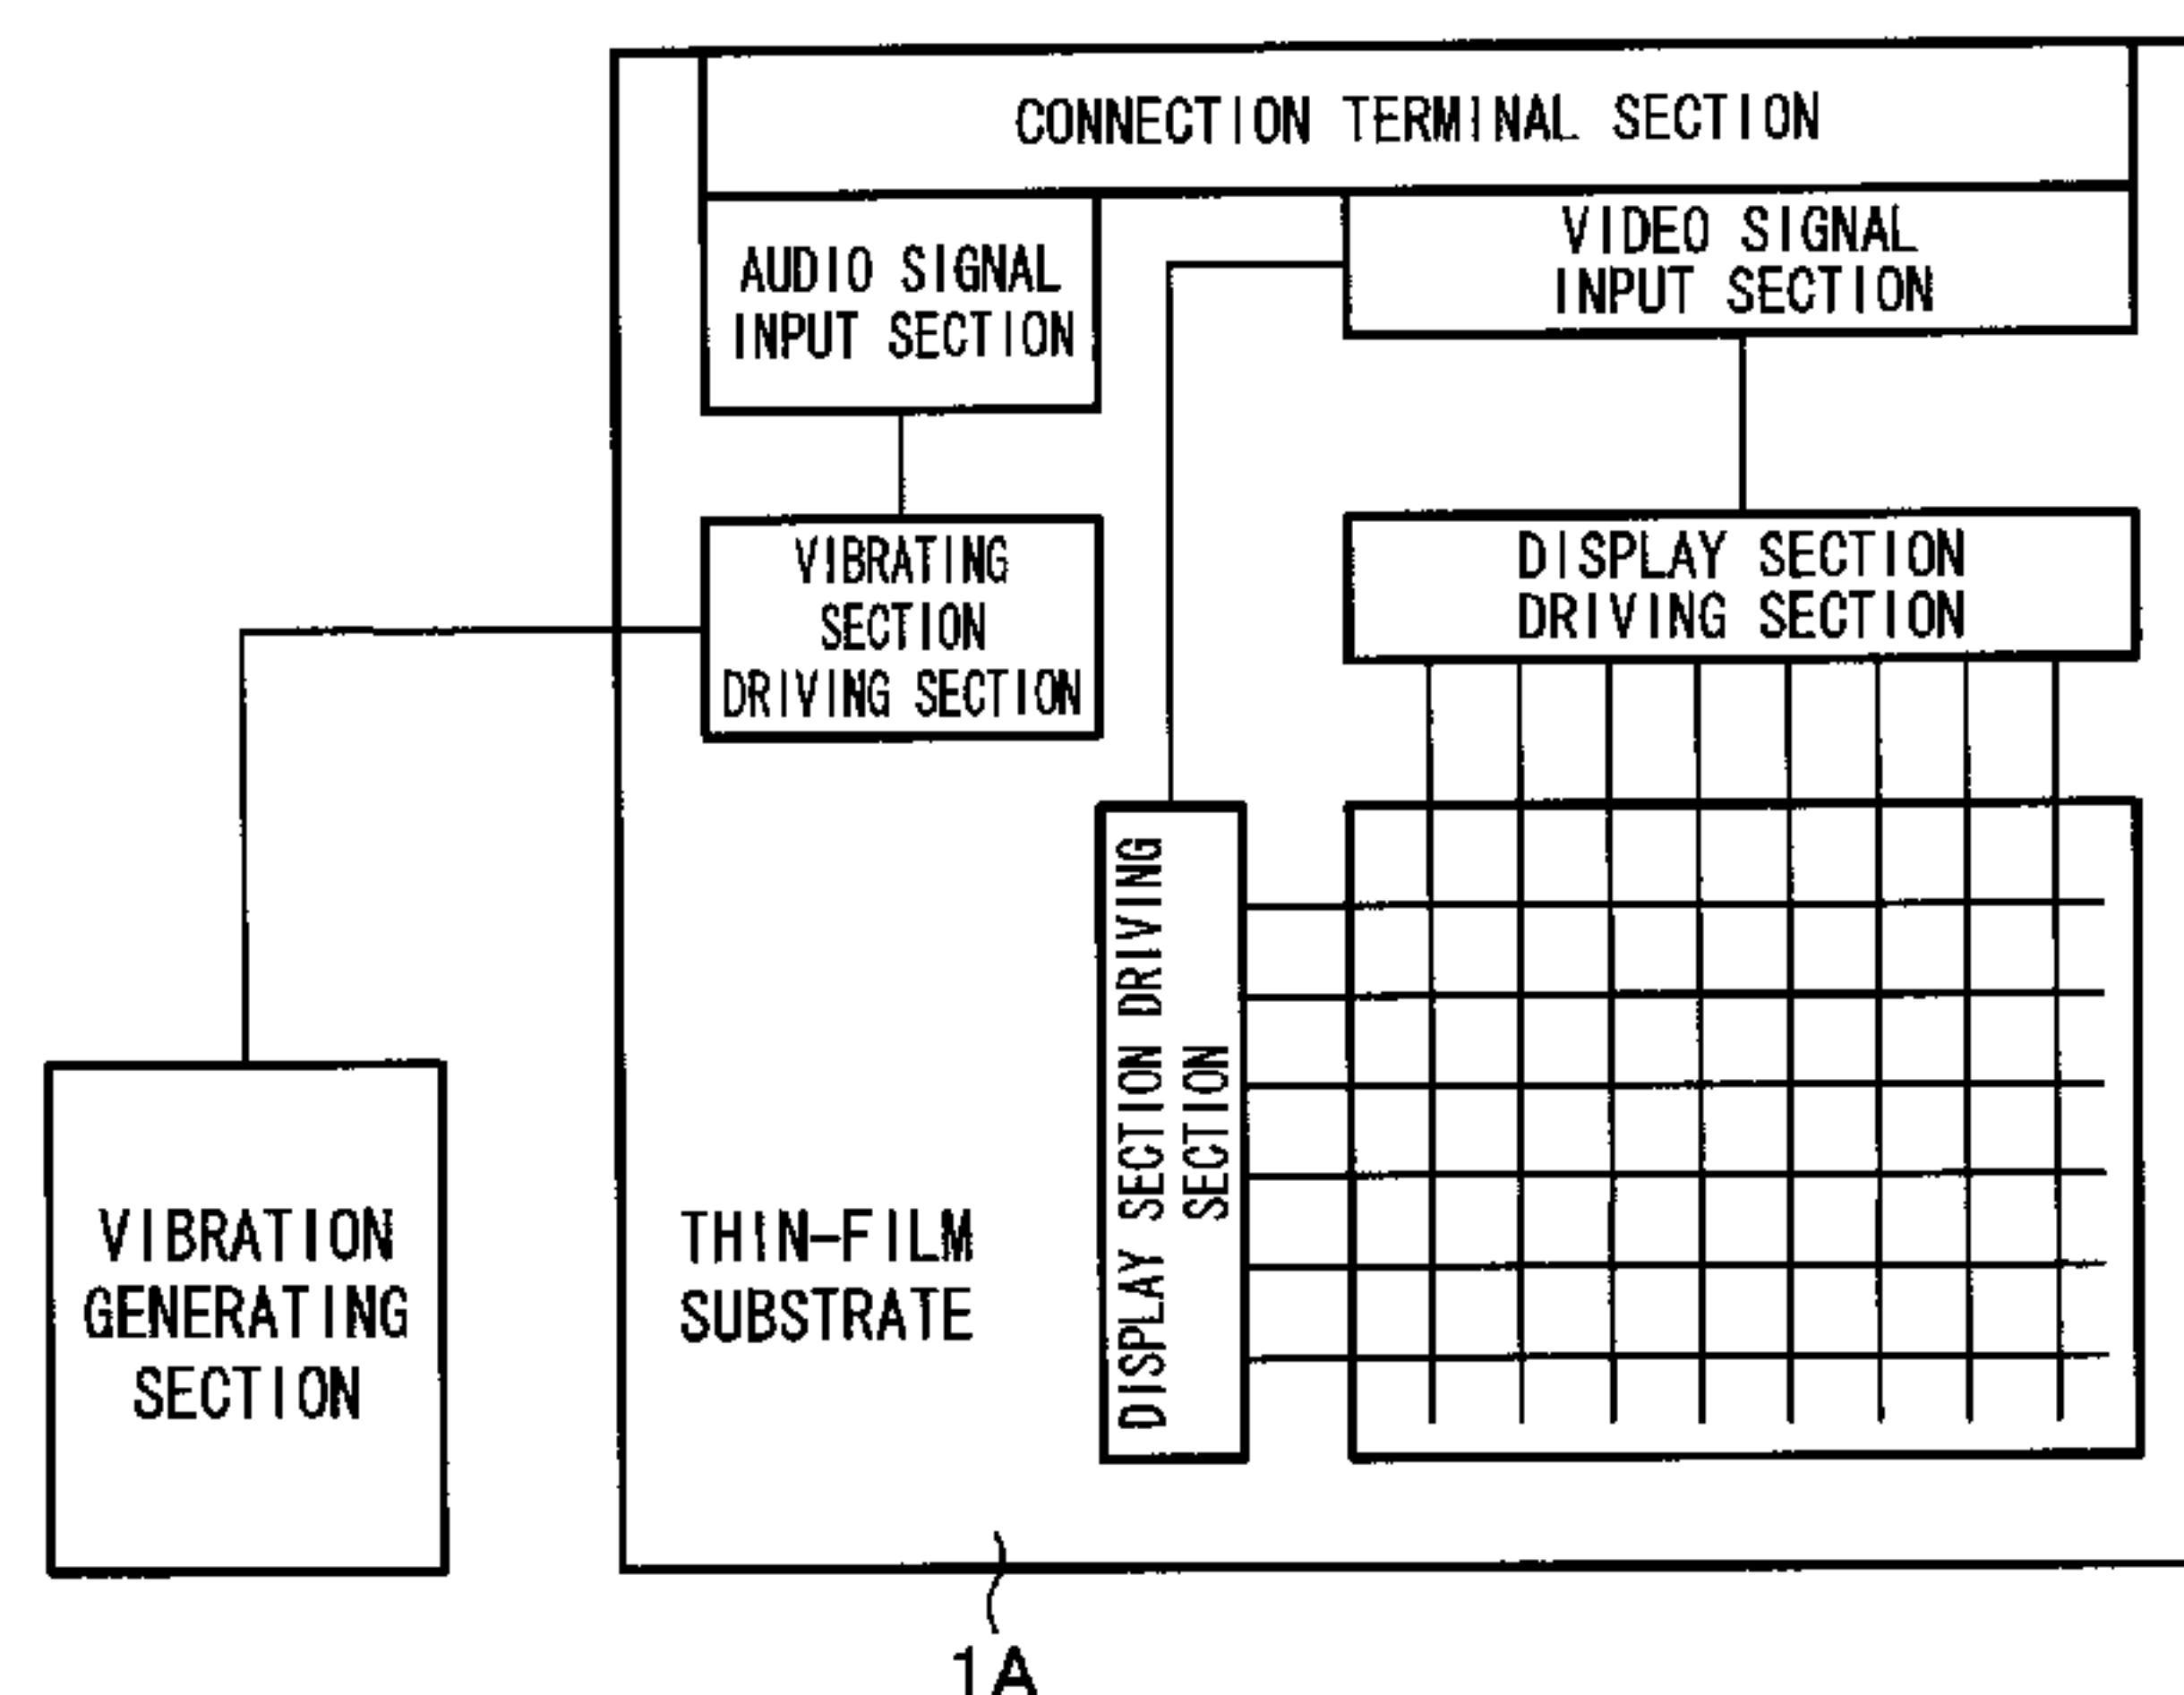 CONNECTION TERMINAL SECTION
AUDIO SIGNAL
INPUT SECTION
VIDEO SIGNAL
INPUT SECTION
VIBRATING
SECTION
DRIVING SECTION
DISPLAY SECTION
DRIVING SECTION
DISPLAY SECTION DRIVING
SECTION
VIBRATION
GENERATING
SECTION
THIN-FILM
SUBSTRATE
1A